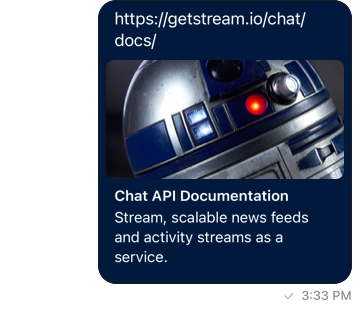 https://getstream.io/chat/
docs/
Chat API Documentation
Stream, scalable news feeds
and activity streams as a
service.
3:33 PM